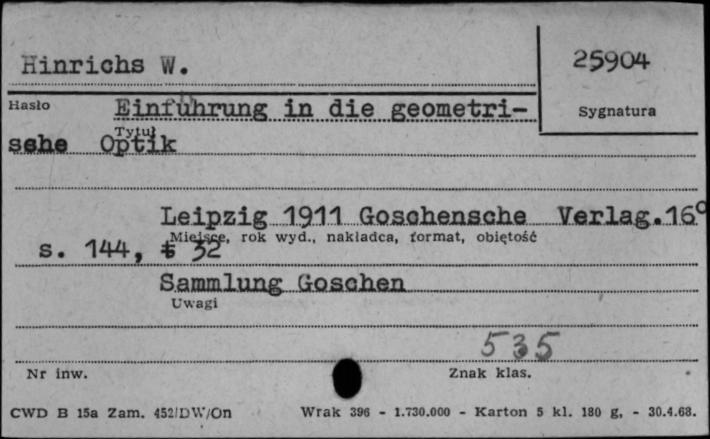 Hinrichs W.
25904
Hasło
Einführung in die geometri-
Sygnatura
Tytuł
sche Optik
Leipzig 1911 Goschensche Verlag.16°
Miejsce, rok wyd., nakładca, format, objętość
s. 144, t 32
Sammlung Goschen
Uwagi
535
Nr inw.
Znak klas.
CWD B 15a Zam. 452/DW/On Wrak 396 - 1.730.000 - Karton 5 kl. 180 g, - 30.4.68.